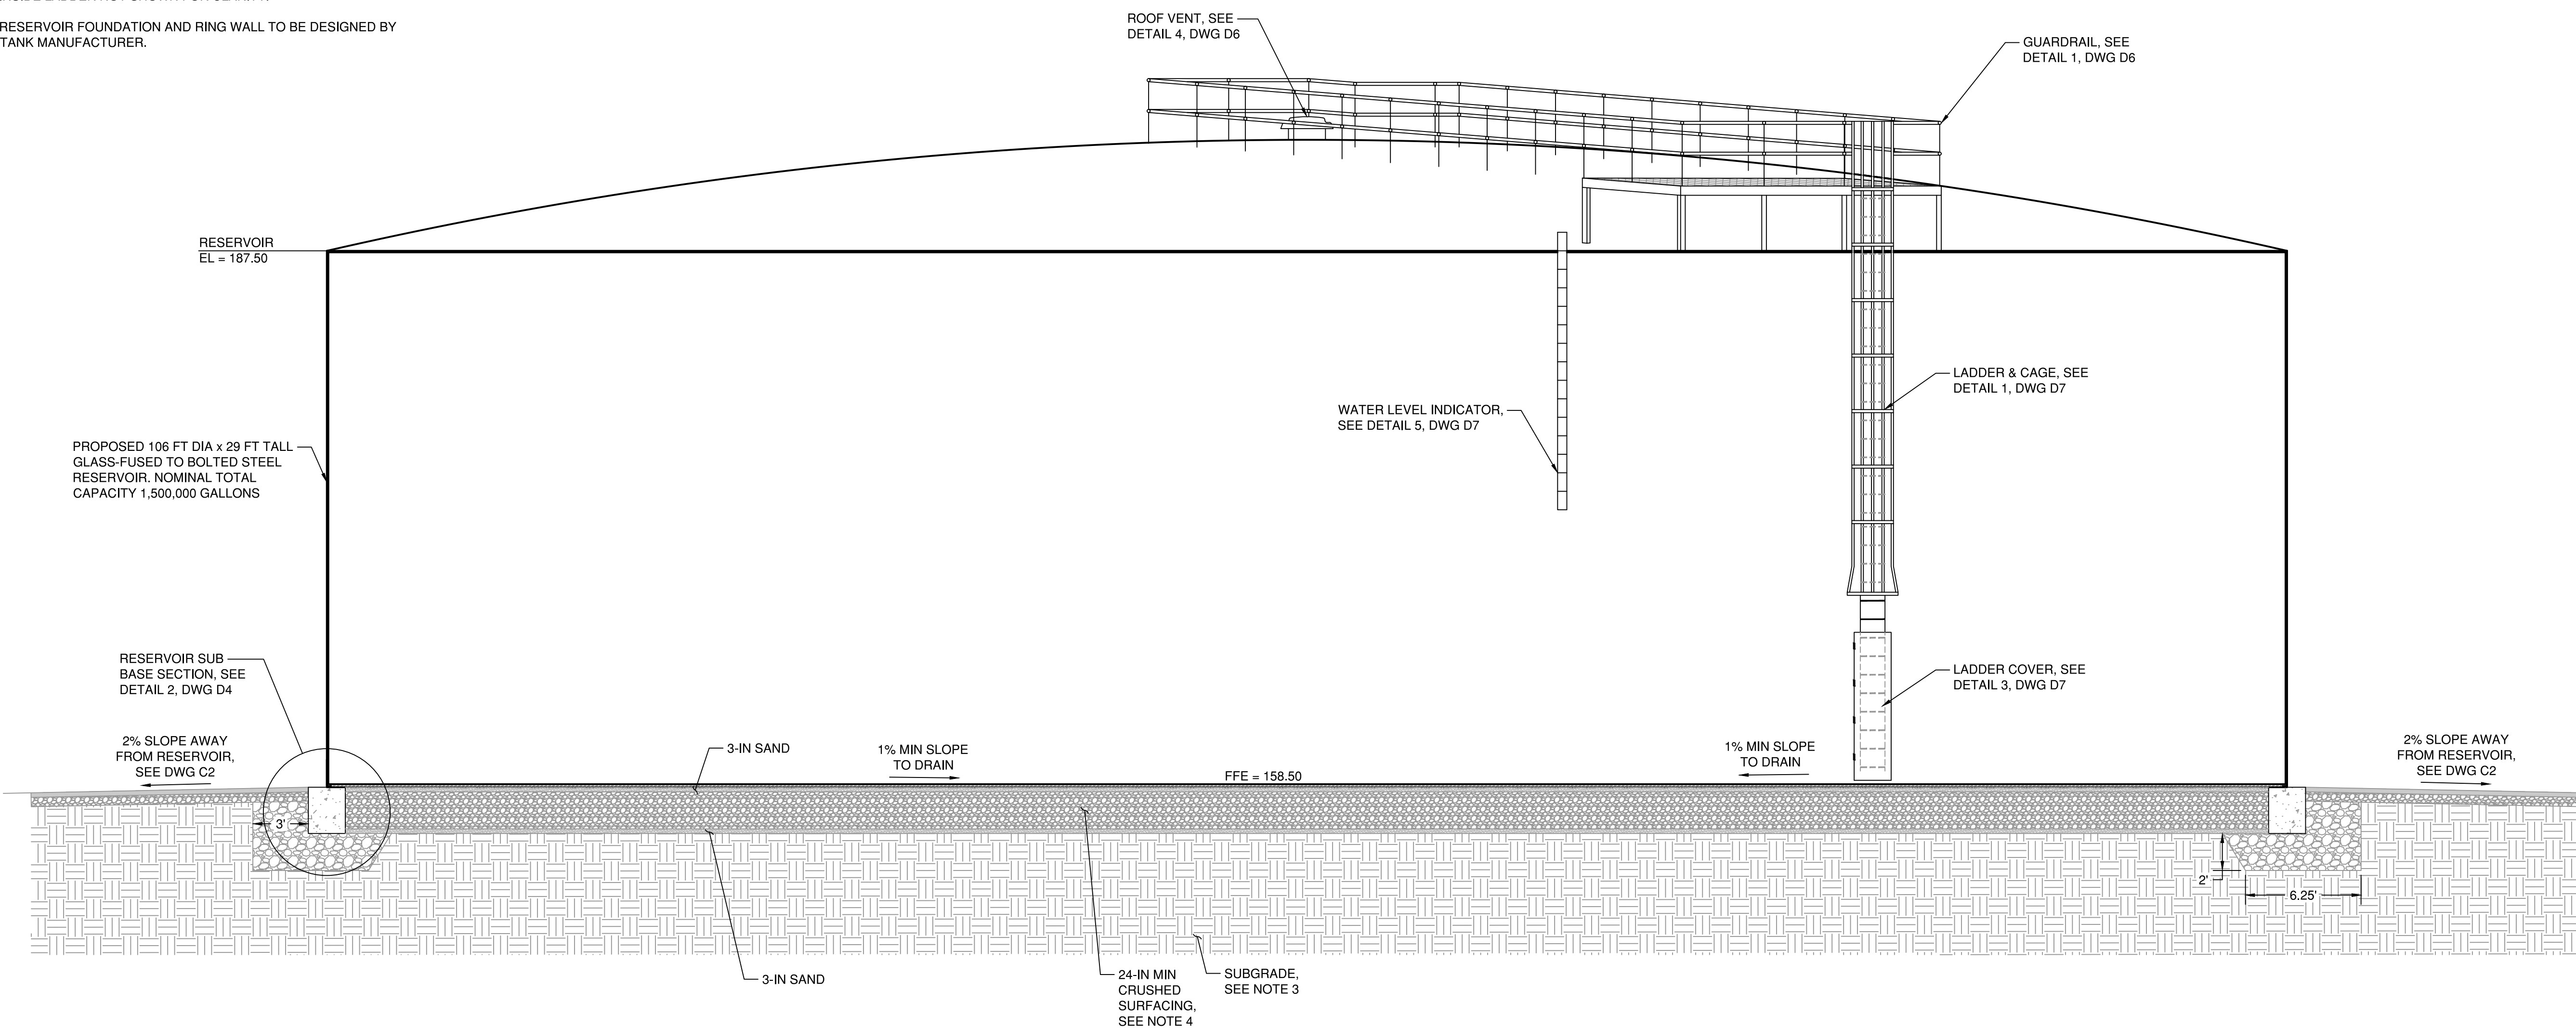 RESERVOIR FOUNDATION AND RING WALL TO BE DESIGNED BY
TANK MANUFACTURER.
ROOF VENT, SEE
DETAIL 4, DWG D6
GUARDRAIL, SEE
DETAIL 1, DWG D6
RESERVOIR
EL = 187.50
LADDER & CAGE, SEE
DETAIL 1, DWG D7
WATER LEVEL INDICATOR,
SEE DETAIL 5, DWG D7
PROPOSED 106 FT DIA x 29 FT TALL
GLASS-FUSED TO BOLTED STEEL
RESERVOIR. NOMINAL TOTAL
CAPACITY 1,500,000 GALLONS
RESERVOIR SUB
BASE SECTION, SEE
DETAIL 2, DWG D4
LADDER COVER, SEE
DETAIL 3, DWG D7
2% SLOPE AWAY
FROM RESERVOIR,
SEE DWG C2
3-IN SAND
1% MIN SLOPE
TO DRAIN
FFE = 158.50
1% MIN SLOPE
TO DRAIN
2% SLOPE AWAY
FROM RESERVOIR,
SEE DWG C2
3'
2'
6.25'
3-IN SAND
24-IN MIN
CRUSHED
SURFACING,
SEE NOTE 4
SUBGRADE,
SEE NOTE 3